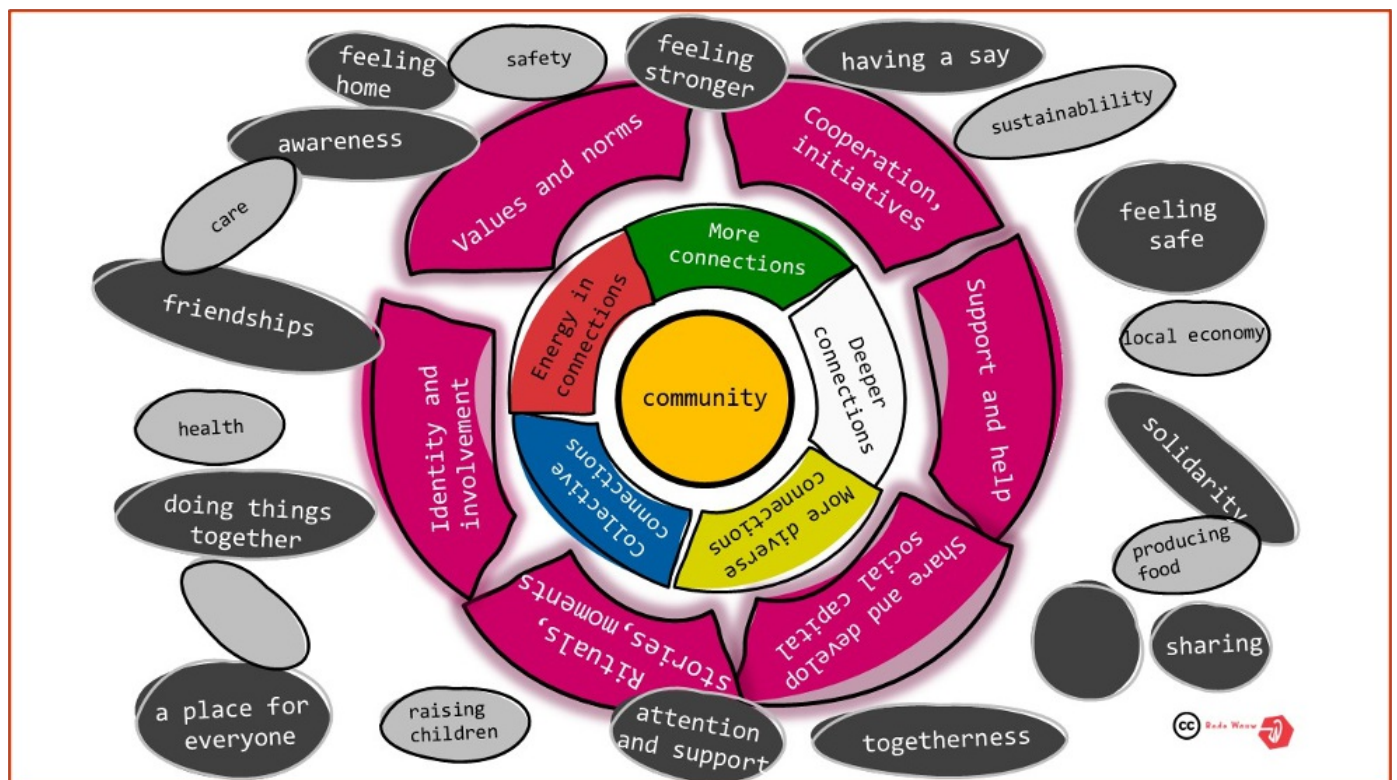 feeling
home
safety
feeling
stronger
having a say
sustainablility
awareness
care
friendships
health
doing things
together
a place for
everyone
raising
children
attention
and support
togetherness
sharing
producing
food
solidarity
local economy
feeling
safe
Values and norms
Cooperation,
initiatives
Support and help
Share and develop
social capital
Rituals,
stories,moments
Identity and
involvement
More
connections
Deeper
connections
More diverse
connections
Collective
connections
Energy in
connections
community
cc